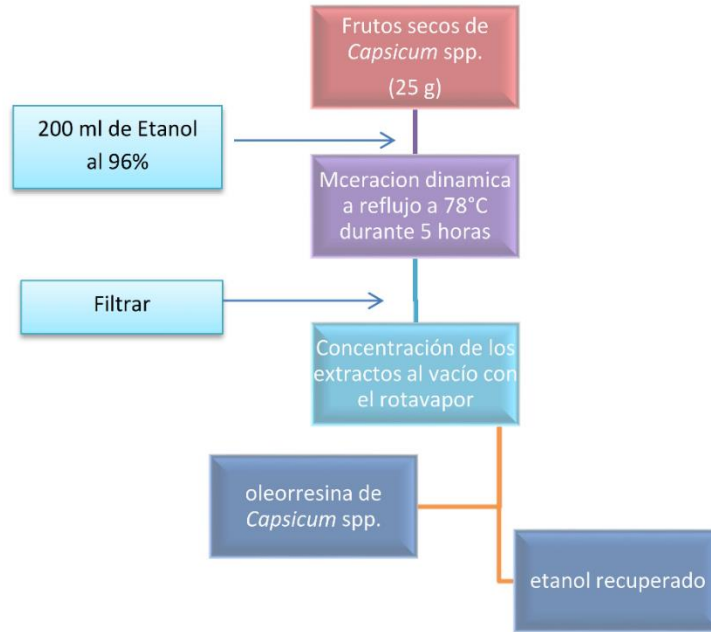 Frutos secos de
Capsicum spp.
(25 g)
200 ml de Etanol
al 96%
Mceracion dinamica
a reflujo a 78°C
durante 5 horas
Filtrar
Concentración de los
extractos al vacío con
el rotavapor
oleorresina de
Capsicum spp.
etanol recuperado